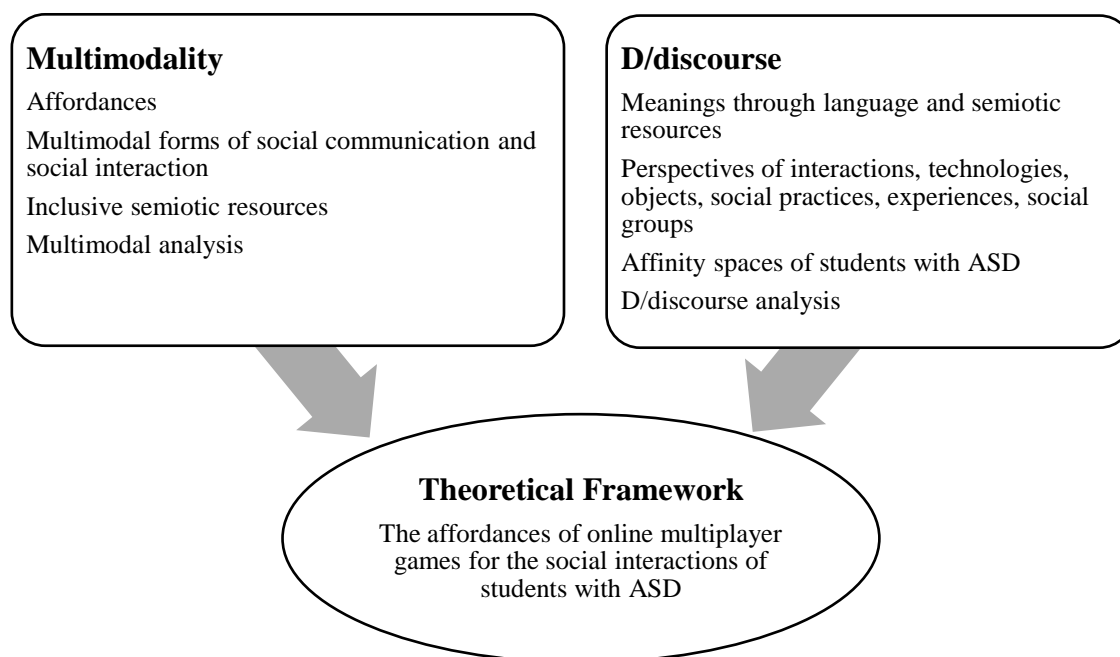 Multimodality
Affordances
Multimodal forms of social communication and
social interaction
Inclusive semiotic resources
Multimodal analysis
D/discourse
Meanings through language and semiotic
resources
Perspectives of interactions, technologies,
objects, social practices, experiences, social
groups
Affinity spaces of students with ASD
D/discourse analysis
Theoretical Framework
The affordances of online multiplayer
games for the social interactions of
students with ASD